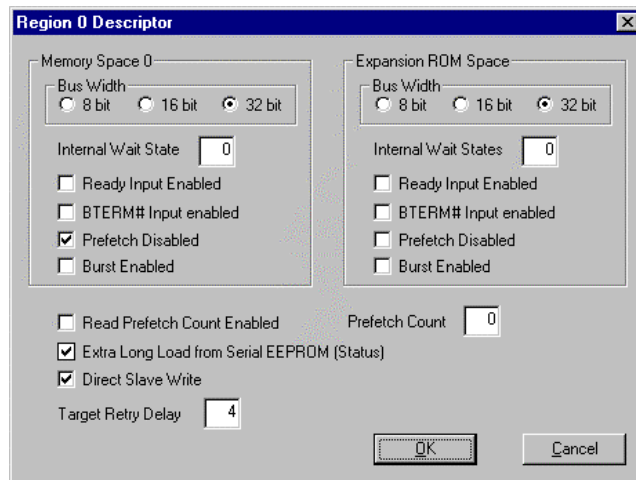 Region 0 Descriptor
Memory Space 0
Bus Width
8 bit 16 bit 32 bit
Internal Wait State 0
Ready Input Enabled
BTERM# Input enabled
Prefetch Disabled
Burst Enabled
Expansion ROM Space
Bus Width
8 bit 16 bit 32 bit
Internal Wait States 0
Ready Input Enabled
BTERM# Input enabled
Prefetch Disabled
Burst Enabled
Read Prefetch Count Enabled
Prefetch Count 0
Extra Long Load from Serial EEPROM (Status)
Direct Slave Write
Target Retry Delay 4
OK
Cancel